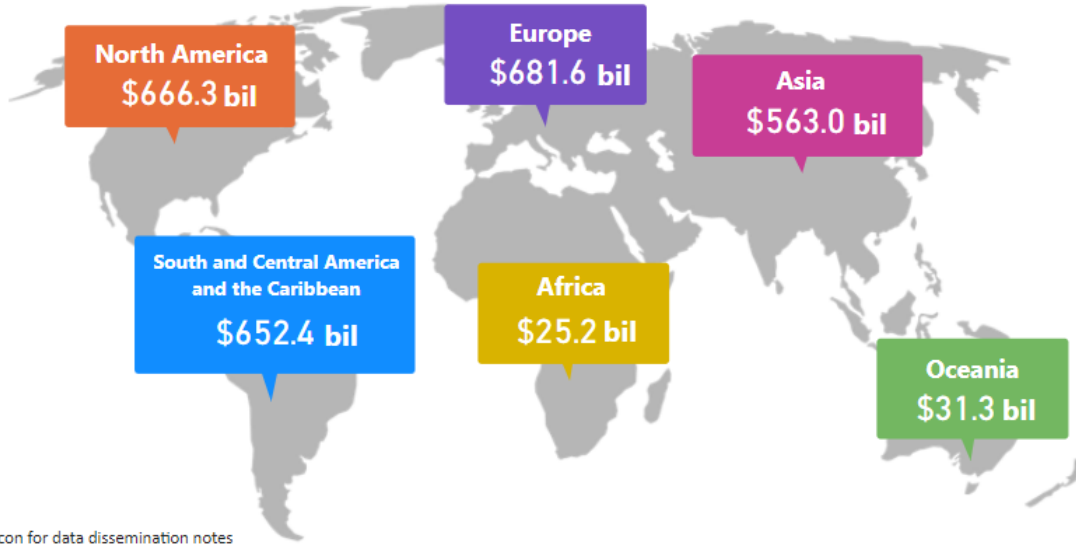 North America
$666.3 bil
Europe
$681.6 bil
Asia
$563.0 bil
South and Central America
and the Caribbean
$652.4 bil
Africa
$25.2 bil
Oceania
$31.3 bil
for data dissemination notes